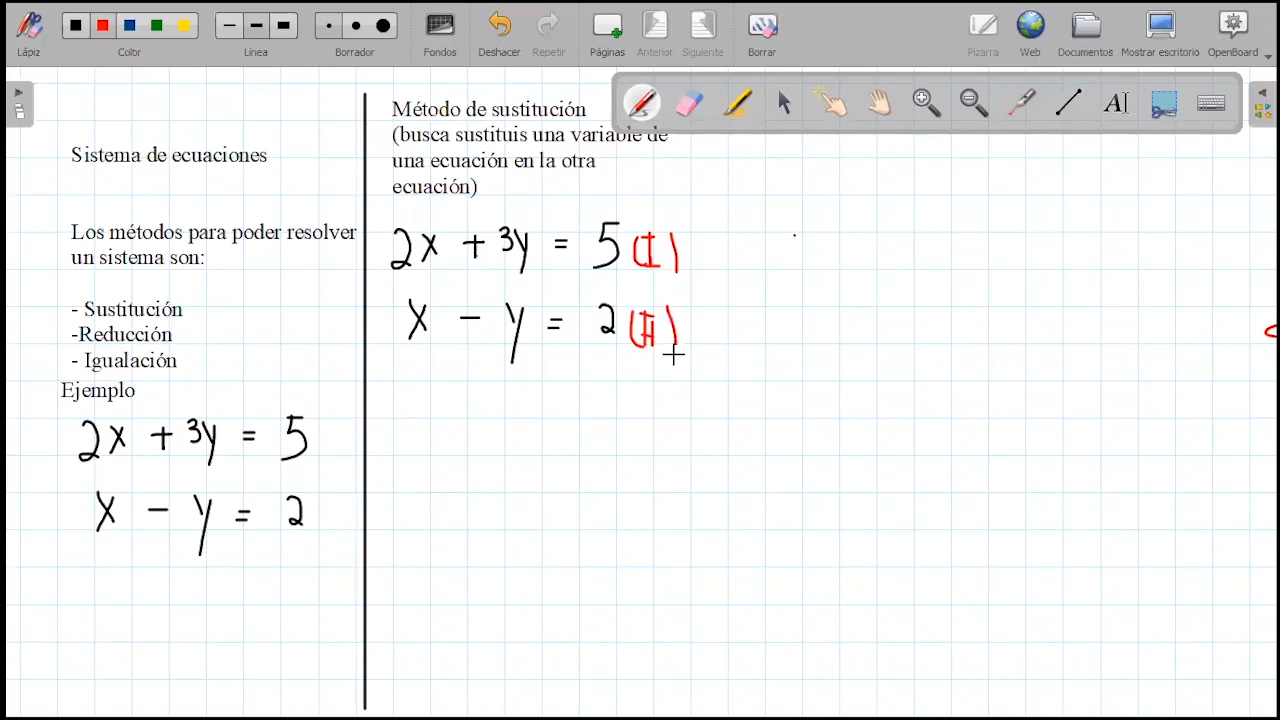 Lápiz
Color
Línea
Borrador
Fondos
Deshacer
Repetir
Páginas
Anterior
Siguiente
Borrar
Pizarra
Web
Documentos
Mostrar escritorio
OpenBoard
Sistema de ecuaciones
Los métodos para poder resolver
un sistema son:
- Sustitución
-Reducción
- Igualación
Ejemplo
2x + 3y = 5
x - y = 2
Método de sustitución
(busca sustituis una variable de
una ecuación en la otra
ecuación)
2x + 3y = 5 (I)
x - y = 2 (II)